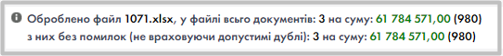 Оброблено файл 1071.xlsx, у файлі всього документів: 3 на суму: 61 784 571,00 (980)
з них без помилок (не враховуючи допустимі дублі): 3 на суму: 61 784 571,00 (980)